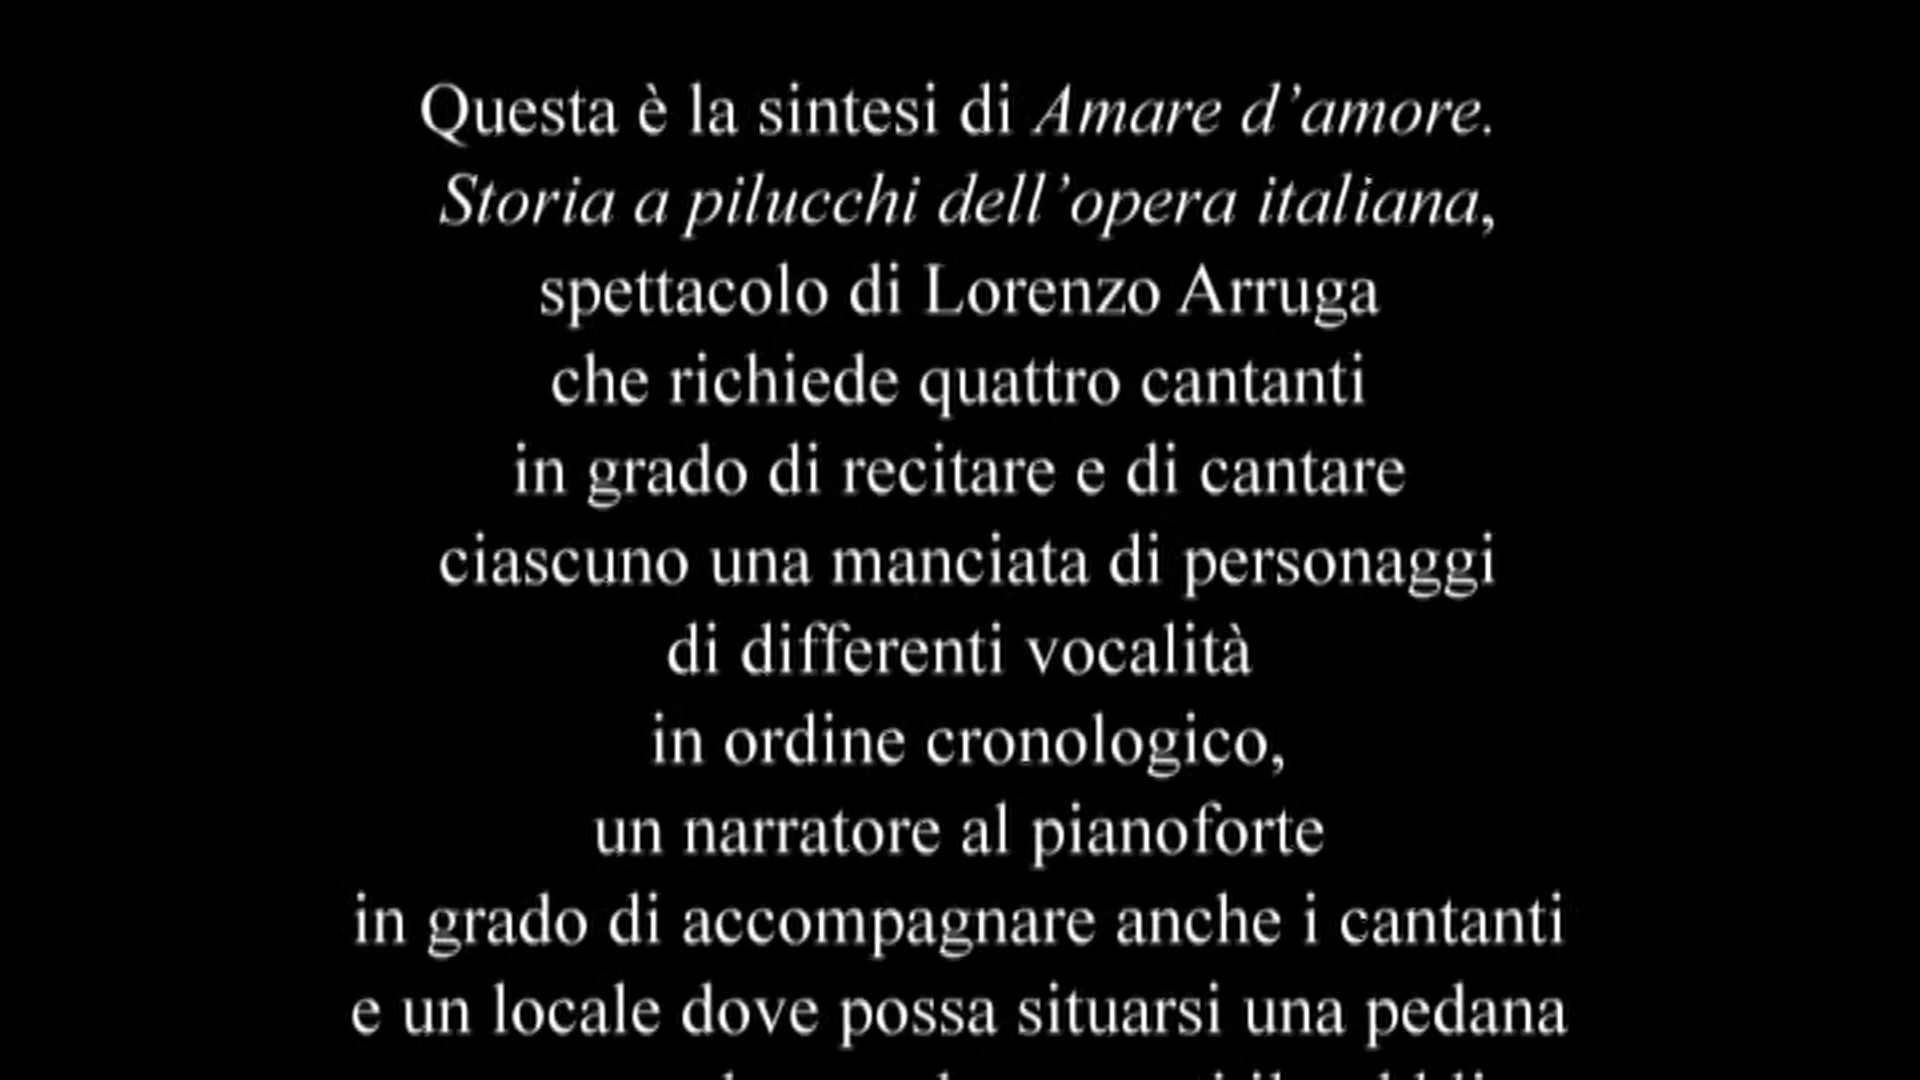 Questa è la sintesi di Amare d’amore.
Storia a pilucchi dell’opera italiana,
spettacolo di Lorenzo Arruga
che richiede quattro cantanti
in grado di recitare e di cantare
ciascuno una manciata di personaggi
di differenti vocalità
in ordine cronologico,
un narratore al pianoforte
in grado di accompagnare anche i cantanti
e un locale dove possa situarsi una pedana